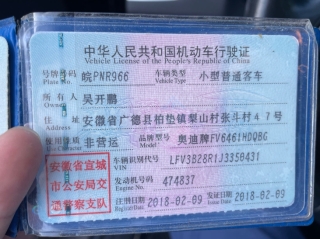 中华人民共和国机动车行驶证
Vehicle License of the People's Republic of China
号牌号码 皖PNR966 车辆类型 小型普通客车
Plate No. Vehicle Type
所有人 吴开鹏
Owner
住址 安徽省广德县柏垫镇梨山村张斗村47号
Address
使用性质 非营运 品牌型号 奥迪牌FV6461HDQBG
Use Character Model
安徽省宣城市公安局交通警察支队
车辆识别代号 LFV3B28R1J3350431
VIN
发动机号码 474837
Engine No.
注册日期 2018-02-09 发证日期 2018-02-09
Register Date Issue Date